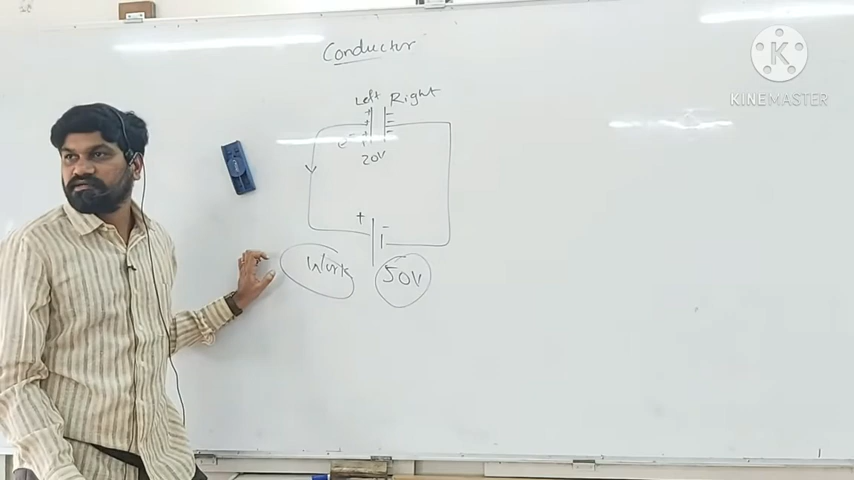 Conductor
Left Right
e⁻
20V
+ -
Work 50V
K
KINEMASTER